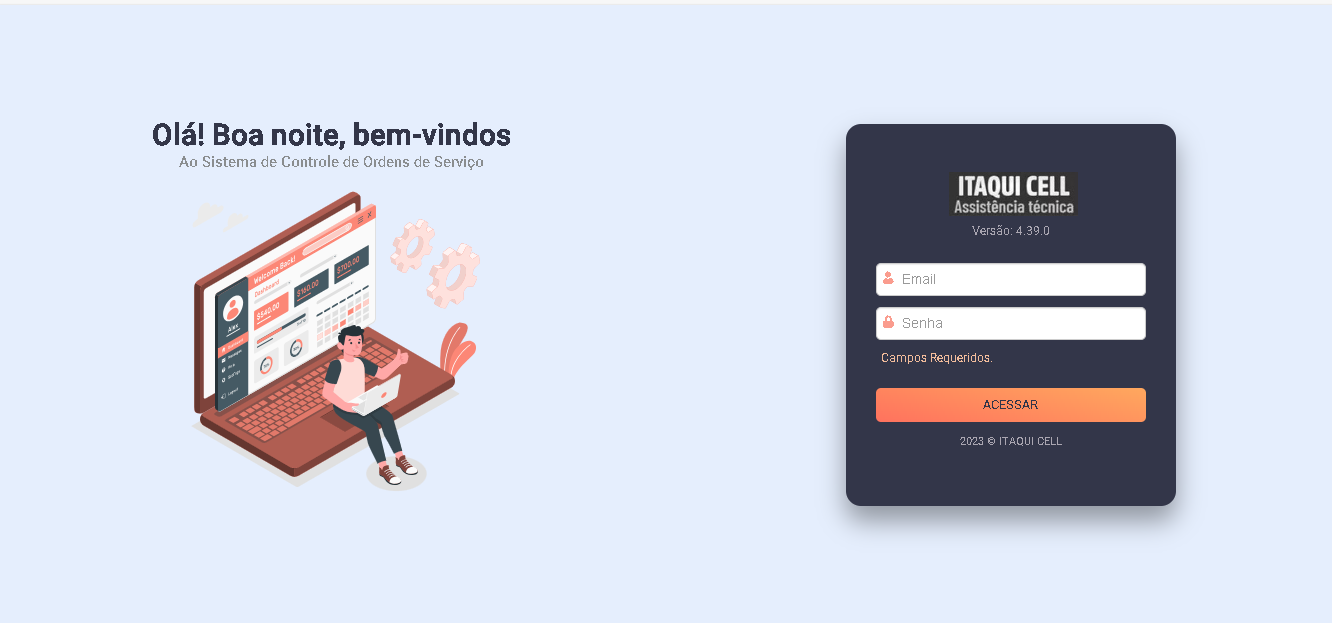 Olá! Boa noite, bem-vindos
Ao Sistema de Controle de Ordens de Serviço
Welcome Back!
Dashboard
$540.00
$160.00
$100.00
Alex
ITAQUI CELL
Assistência técnica
Versão: 4.39.0
Email
Senha
Campos Requeridos.
ACESSAR
2023 © ITAQUI CELL